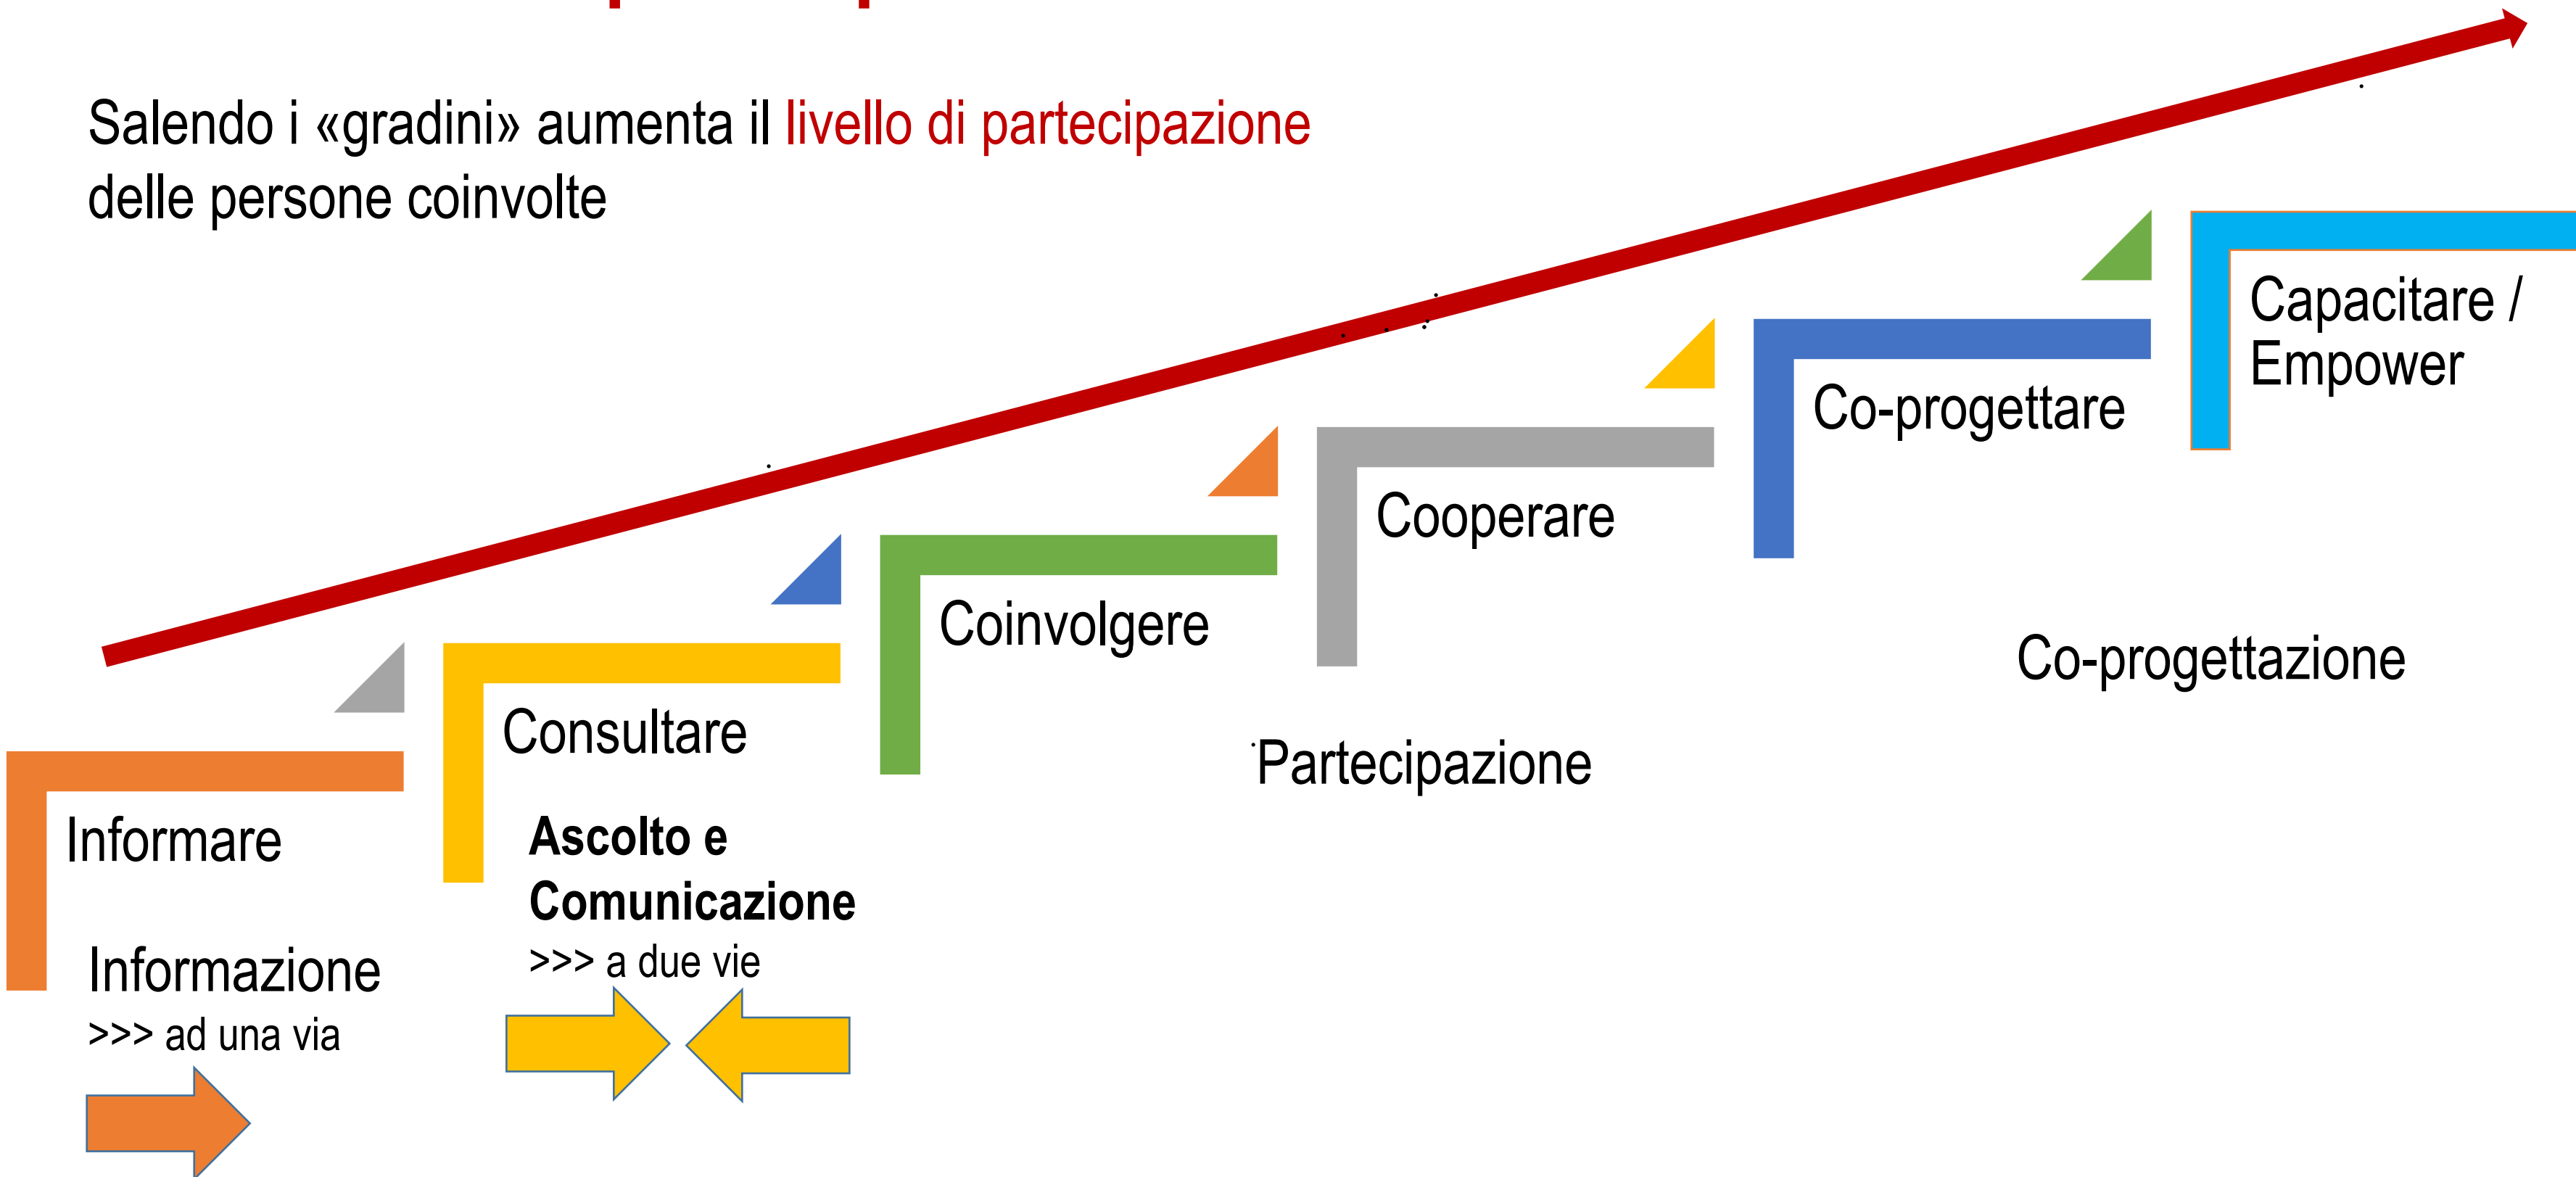 Salendo i «gradini» aumenta il livello di partecipazione
delle persone coinvolte
Informare
Informazione
>>> ad una via
Consultare
Ascolto e
Comunicazione
>>> a due vie
Coinvolgere
Cooperare
Partecipazione
Co-progettare
Capacitare /
Empower
Co-progettazione